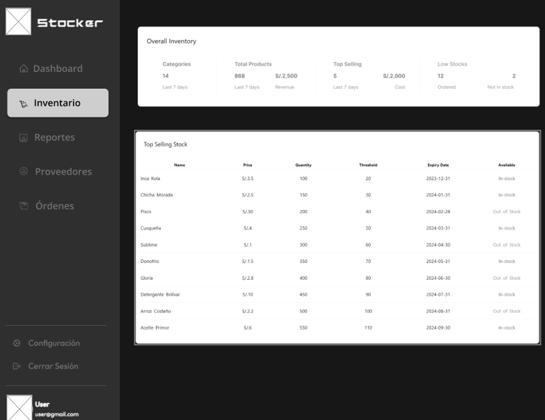 Stocker
Dashboard
Inventario
Reportes
Proveedores
Órdenes
Configuración
Cerrar Sesión
User
user@gmail.com
Overall Inventory
Categories Total Products Top Selling Low Stocks
14 868 S/.2,500 5 S/.2,000 12 2
Last 7 days Last 7 days Revenue Last 7 days Cost Ordered Not in stock
Top Selling Stock
Name Price Quantity Threshold Expiry Date Available
Inca Kola S/.3.5 100 20 2023-12-31 In-stock
Chicha Morada S/.2.5 150 30 2024-01-31 In-stock
Pisco S/.30 200 40 2024-02-28 Out of Stock
Cusqueña S/.4 250 50 2024-03-31 In-stock
Sublime S/.1 300 60 2024-04-30 Out of Stock
Donofrio S/.1.5 350 70 2024-05-31 In-stock
Gloria S/.2.8 400 80 2024-06-30 Out of Stock
Detergente Bolívar S/.10 450 90 2024-07-31 In-stock
Arroz Costeño S/.2.2 500 100 2024-08-31 Out of Stock
Aceite Primor S/.6 550 110 2024-09-30 In-stock